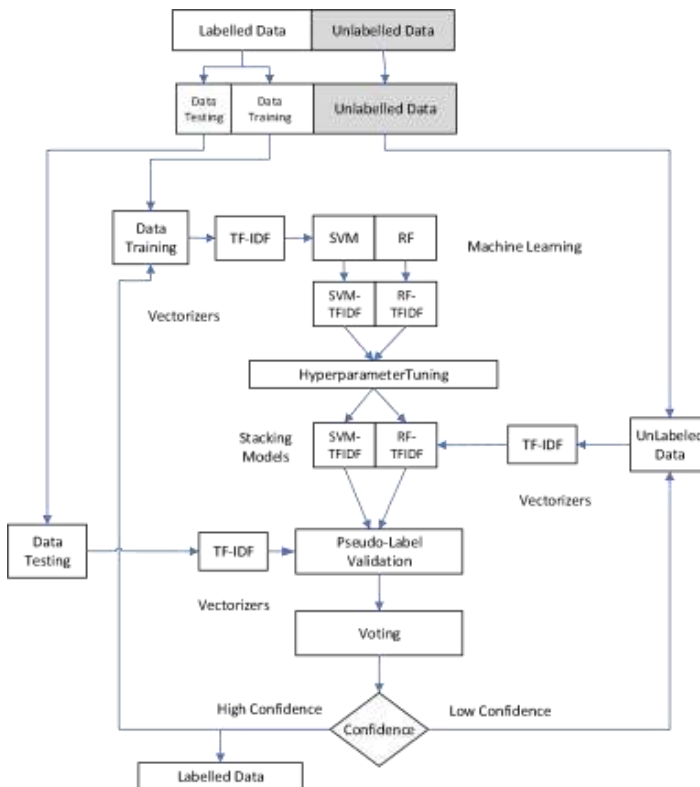 Labelled Data
Unlabelled Data
Data
Testing
Data
Training
Unlabelled Data
Data
Training
TF-IDF
SVM
RF
Machine Learning
Vectorizers
SVM-
TFIDF
RF-
TFIDF
HyperparameterTuning
Stacking
Models
SVM-
TFIDF
RF-
TFIDF
TF-IDF
UnLabeled
Data
Vectorizers
Data
Testing
TF-IDF
Pseudo-Label
Validation
Vectorizers
Voting
High Confidence
Low Confidence
Confidence
Labelled Data